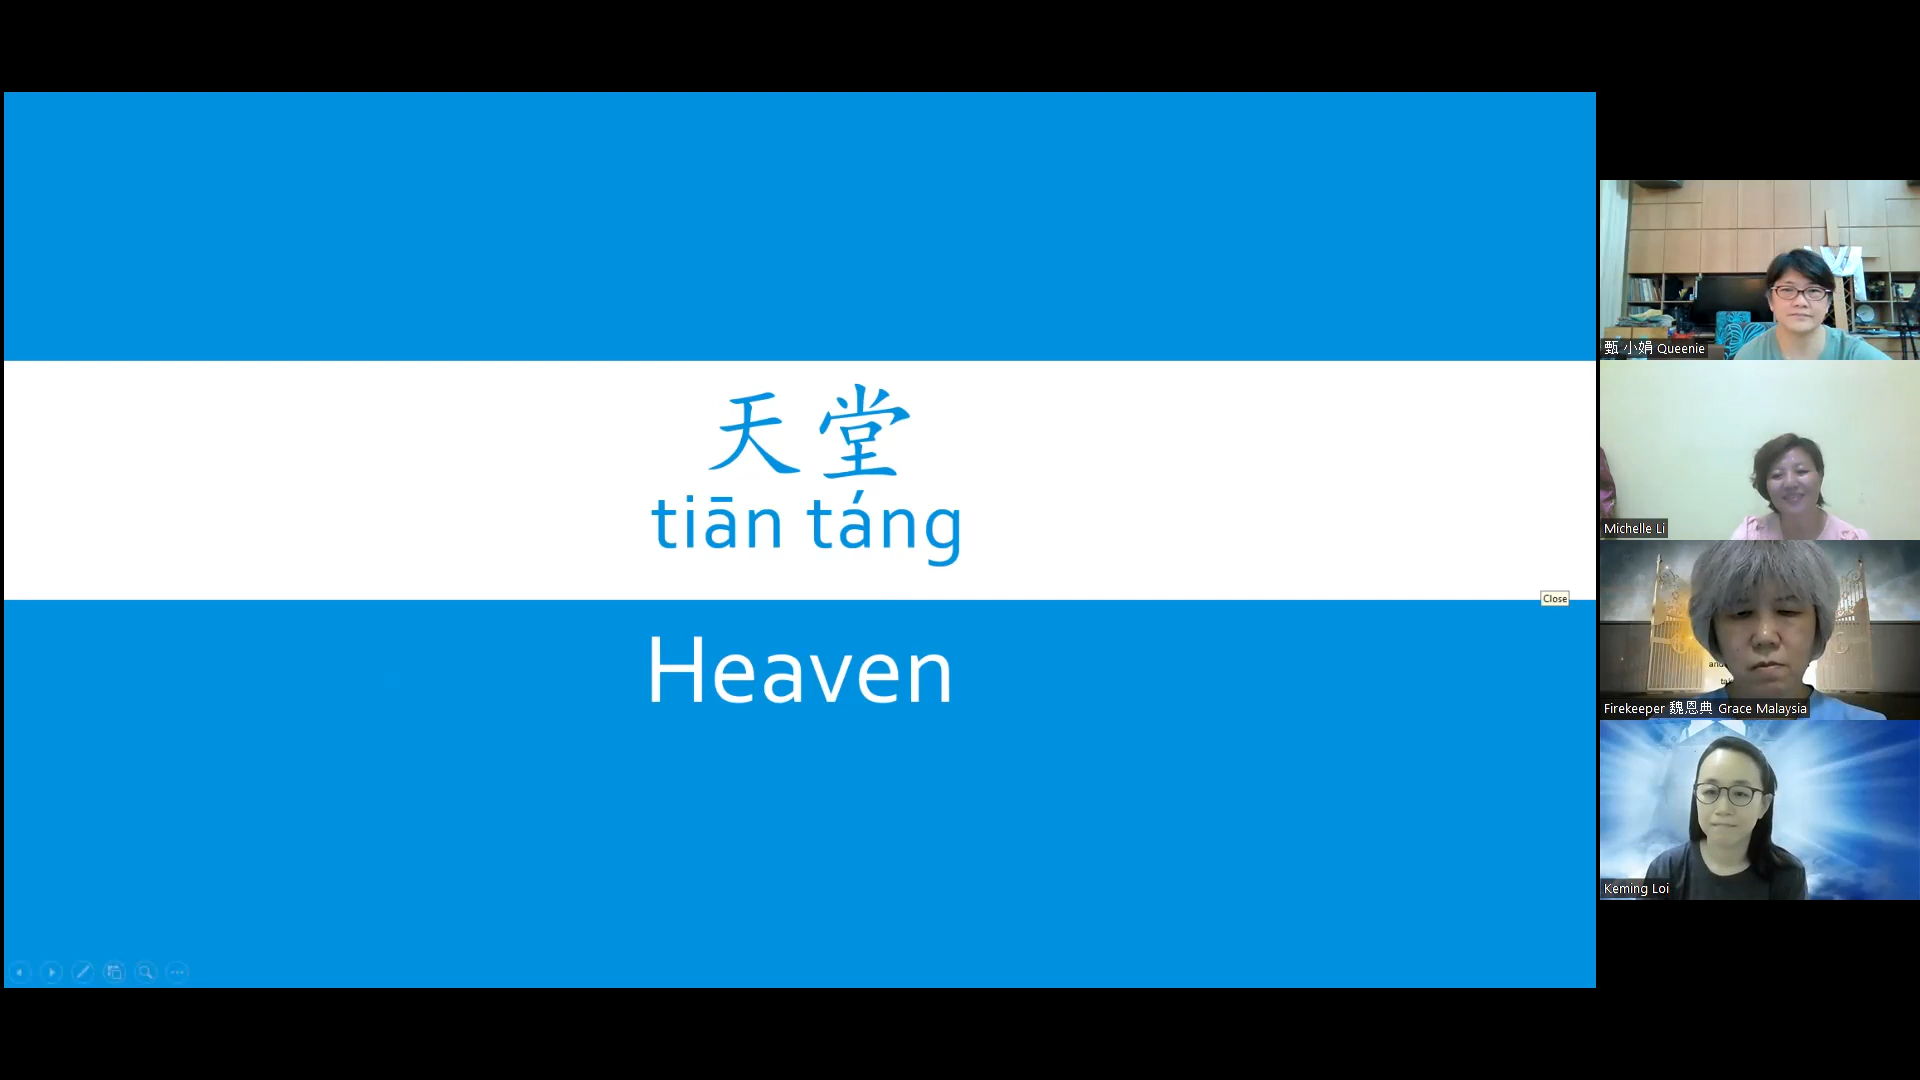 天堂
tiān táng
Heaven
Close
甄 小娟 Queenie
Michelle Li
Firekeeper 魏恩典 Grace Malaysia
Keming Loi